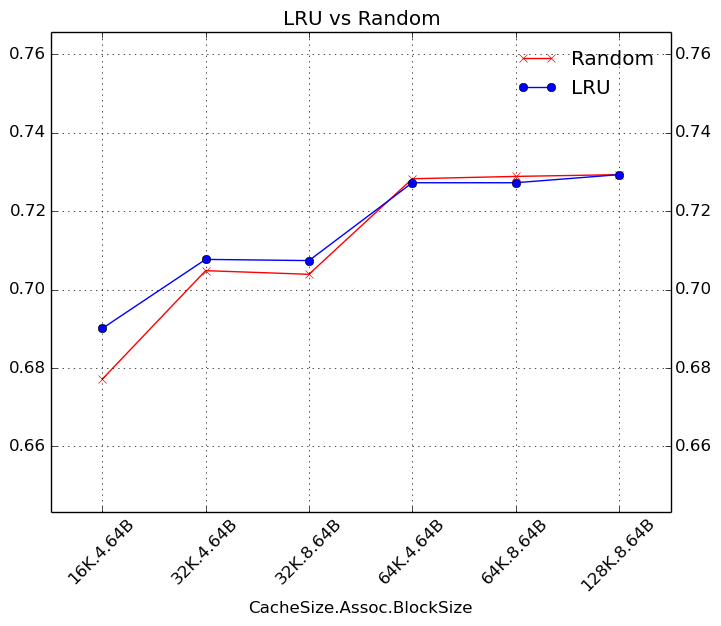 LRU vs Random
0.76
0.76
Random
LRU
0.74
0.74
0.72
0.72
0.70
0.70
0.68
0.68
0.66
0.66
16K.4.64B
32K.4.64B
32K.8.64B
64K.4.64B
64K.8.64B
128K.8.64B
CacheSize.Assoc.BlockSize